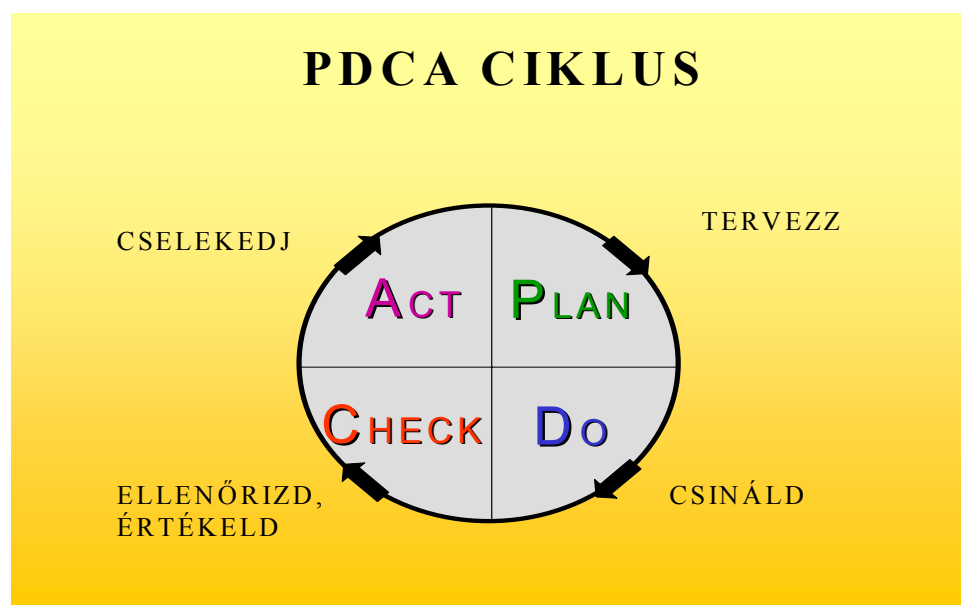 PDCA CIKLUS
CSELEKEDJ
TERVEZZ
ACT
PLAN
CHECK
DO
ELLENŐRIZD,
ÉRTÉKELD
CSINÁLD